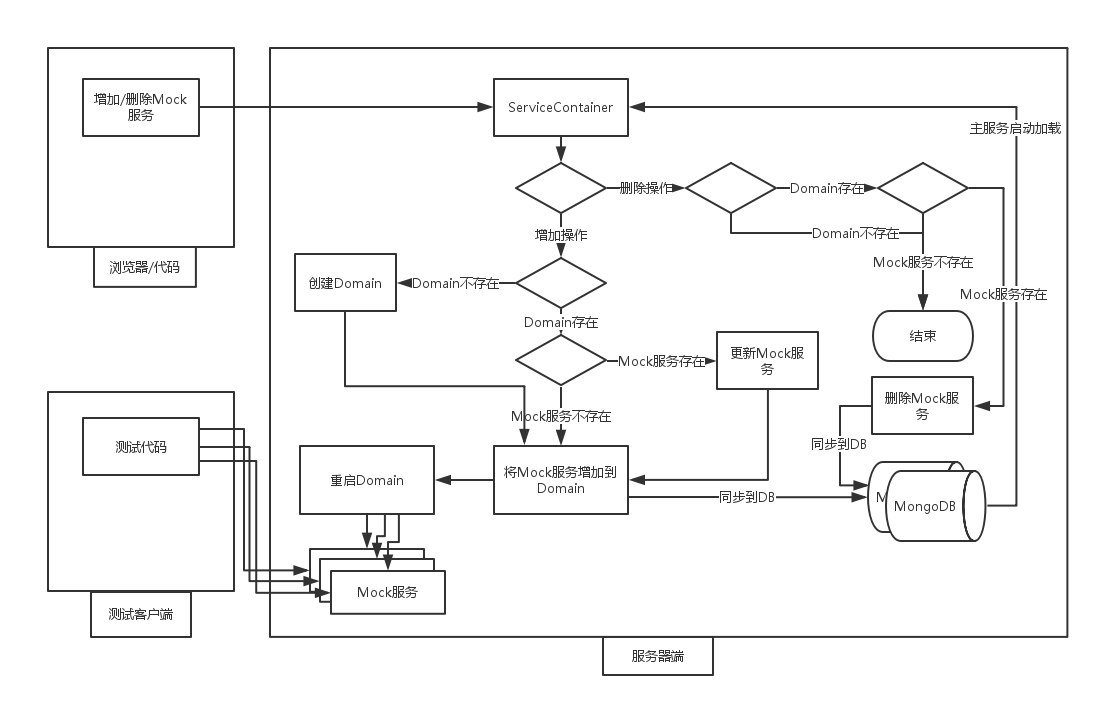 增加/删除Mock
服务
ServiceContainer
主服务启动加载
删除操作
Domain存在
增加操作
Domain不存在
浏览器/代码
Mock服务不存在
创建Domain
Domain不存在
Mock服务存在
Domain存在
结束
更新Mock服
务
Mock服务存在
删除Mock服
务
Mock服务不存在
测试代码
同步到DB
重启Domain
将Mock服务增加到
Domain
同步到DB
M
MongoDB
Mock服务
测试客户端
服务器端